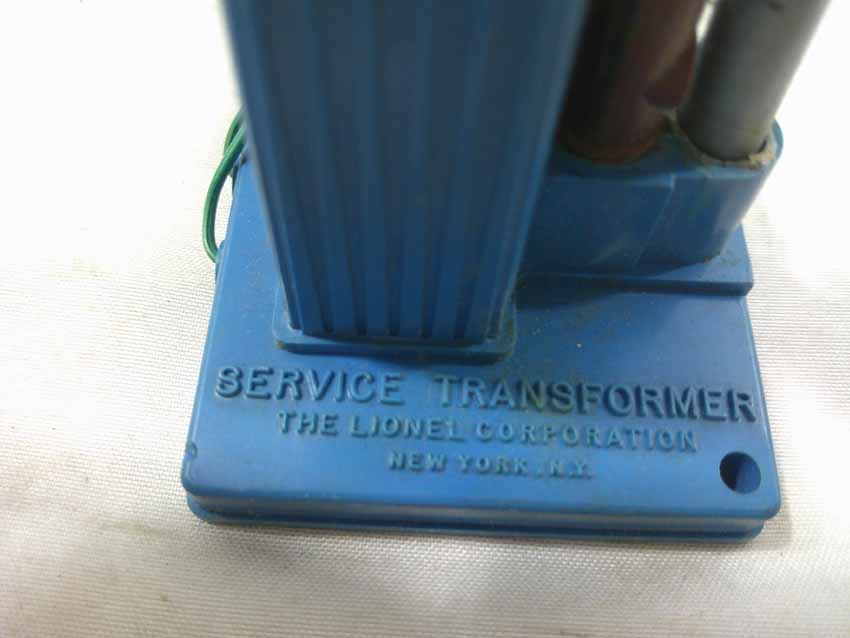 SERVICE TRANSFORMER
THE LIONEL CORPORATION
NEW YORK, N.Y.